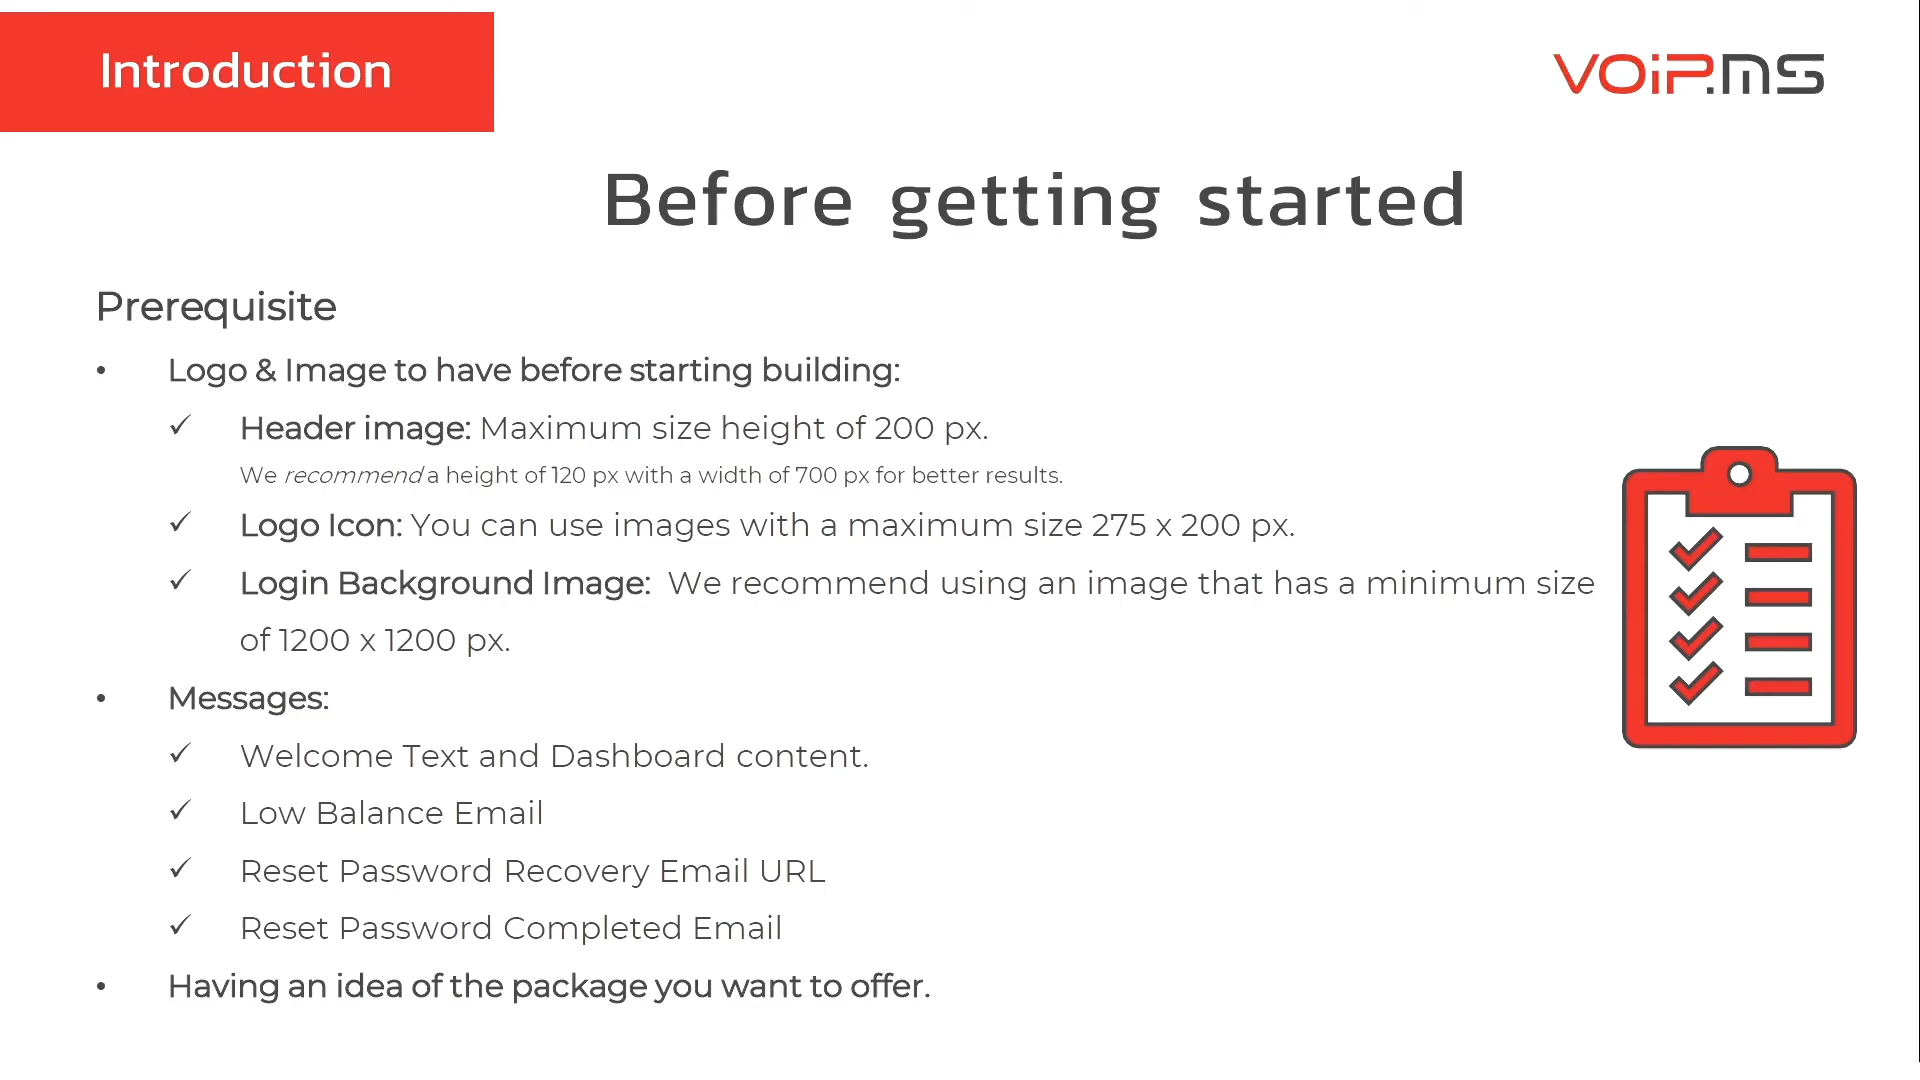 Introduction
VOIP.MS
Before getting started
Prerequisite
• Logo & Image to have before starting building:
✓ Header image: Maximum size height of 200 px.
We recommend a height of 120 px with a width of 700 px for better results.
✓ Logo Icon: You can use images with a maximum size 275 x 200 px.
✓ Login Background Image: We recommend using an image that has a minimum size
of 1200 x 1200 px.
• Messages:
✓ Welcome Text and Dashboard content.
✓ Low Balance Email
✓ Reset Password Recovery Email URL
✓ Reset Password Completed Email
• Having an idea of the package you want to offer.